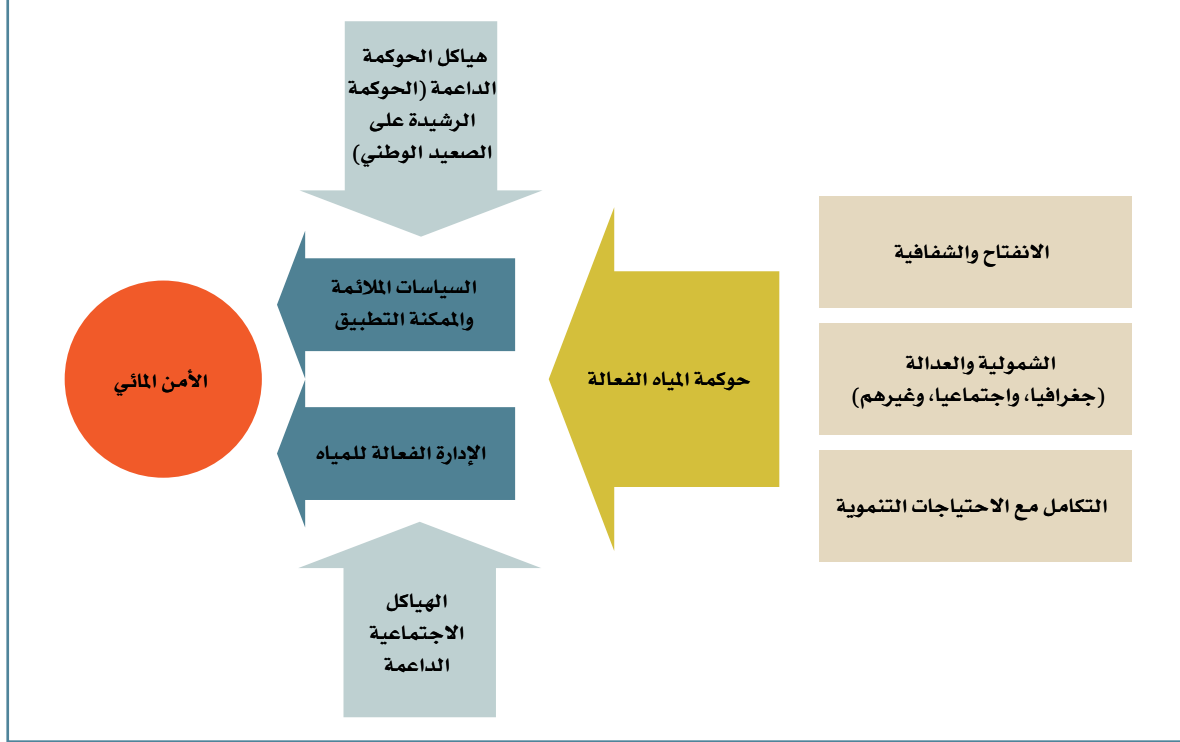 الانفتاح والشفافية
الشمولية والعدالة
(جغرافيا، واجتماعيا، وغيرهم)
التكامل مع الاحتياجات التنموية
حوكمة المياه الفعالة
هياكل الحوكمة
الداعمة (الحوكمة
الرشيدة على
الصعيد الوطني)
السياسات الملائمة
والممكنة التطبيق
الإدارة الفعالة للمياه
الهياكل
الاجتماعية
الداعمة
الأمن المائي